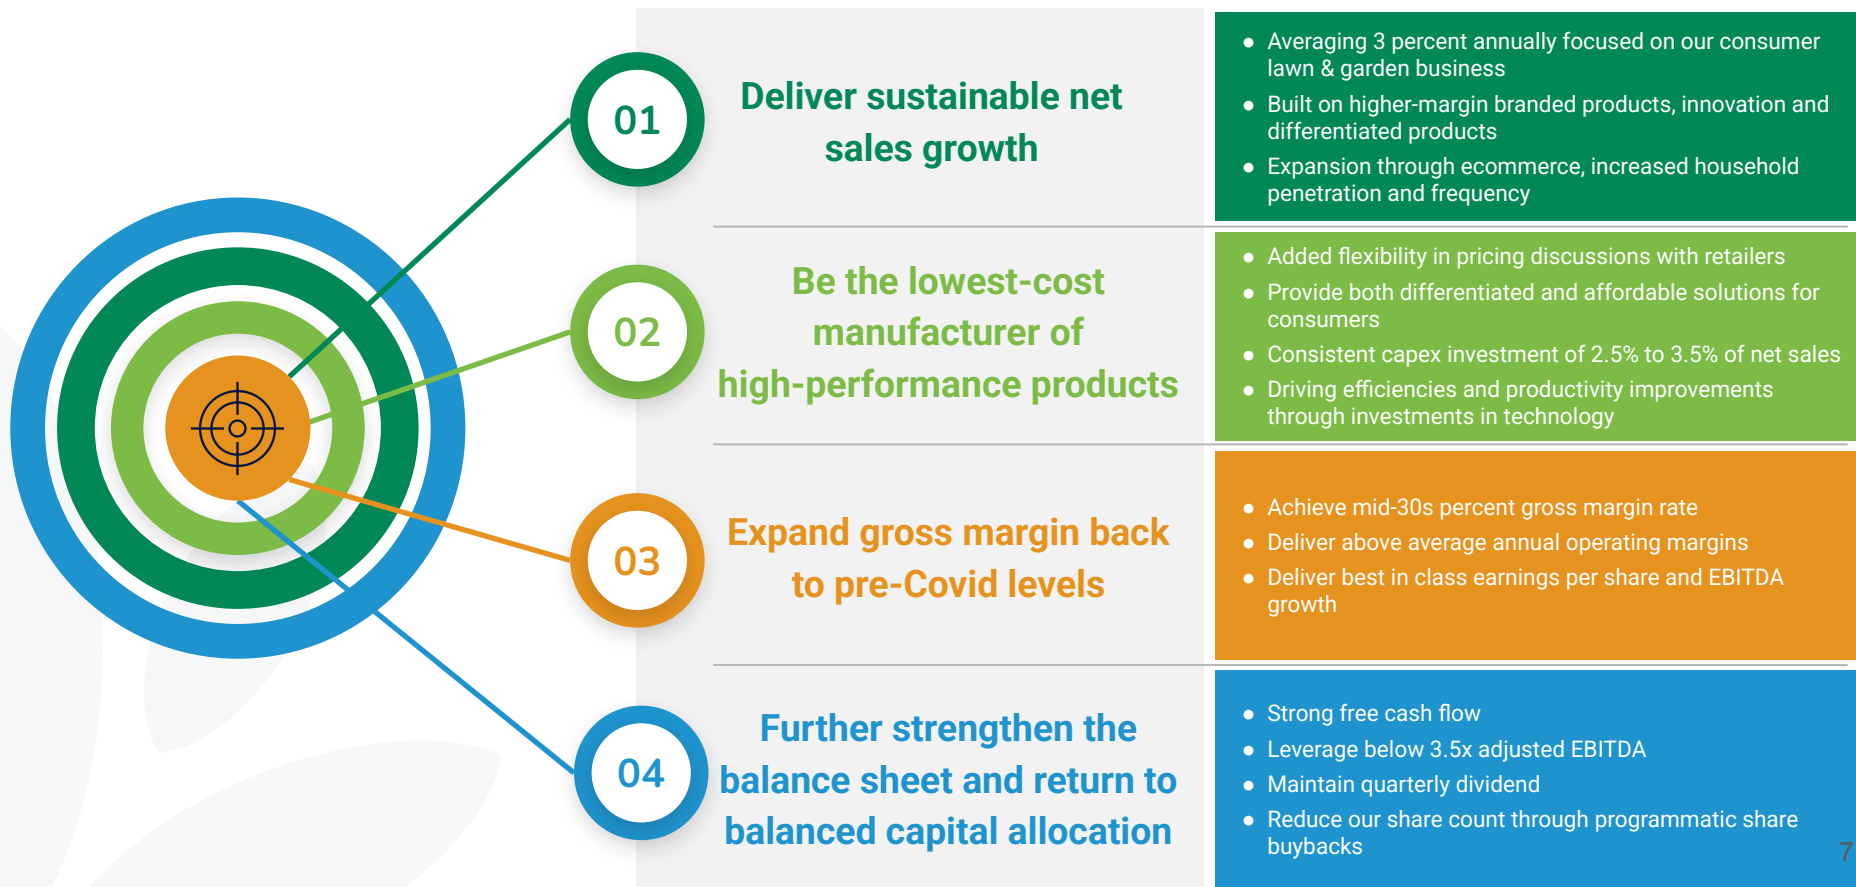 01
Deliver sustainable net
sales growth
● Averaging 3 percent annually focused on our consumer
lawn & garden business
● Built on higher-margin branded products, innovation and
differentiated products
● Expansion through ecommerce, increased household
penetration and frequency
02
Be the lowest-cost
manufacturer of
high-performance products
● Added flexibility in pricing discussions with retailers
● Provide both differentiated and affordable solutions for
consumers
● Consistent capex investment of 2.5% to 3.5% of net sales
● Driving efficiencies and productivity improvements
through investments in technology
03
Expand gross margin back
to pre-Covid levels
● Achieve mid-30s percent gross margin rate
● Deliver above average annual operating margins
● Deliver best in class earnings per share and EBITDA
growth
04
Further strengthen the
balance sheet and return to
balanced capital allocation
● Strong free cash flow
● Leverage below 3.5x adjusted EBITDA
● Maintain quarterly dividend
● Reduce our share count through programmatic share
buybacks
7